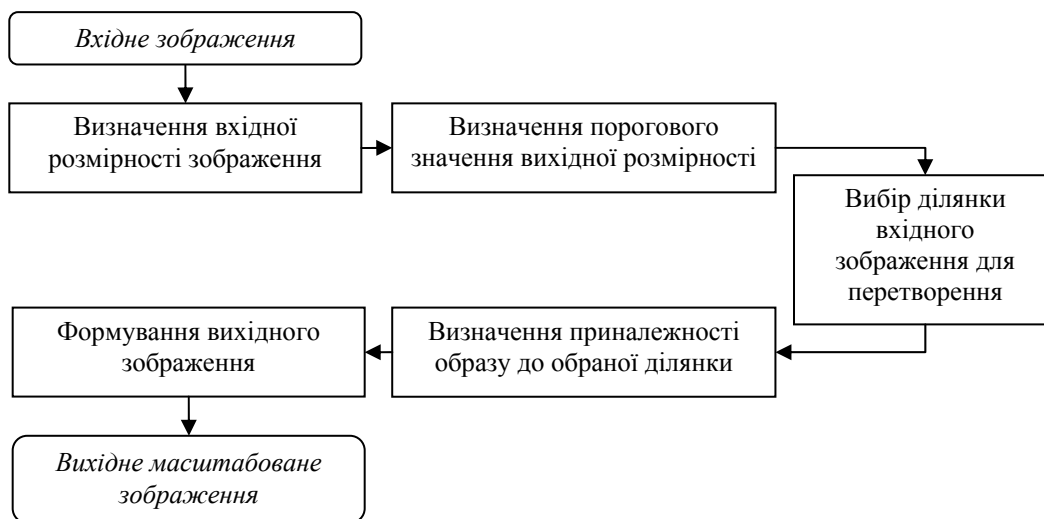 Вхідне зображення
Визначення вхідної
розмірності зображення
Визначення порогового
значення вихідної розмірності
Вибір ділянки
вхідного
зображення для
перетворення
Визначення приналежності
образу до обраної ділянки
Формування вихідного
зображення
Вихідне масштабоване
зображення